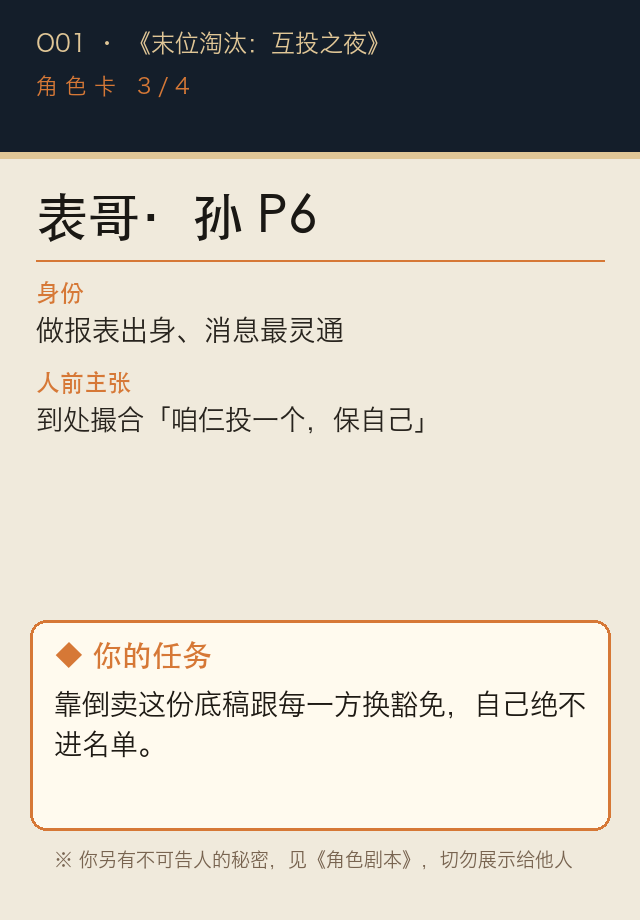 O01 · 《末位淘汰：互投之夜》
角色卡 3/4
表哥· 孙 P6
身份
做报表出身、消息最灵通
人前主张
到处撮合「咱仨投一个，保自己」
◆ 你的任务
靠倒卖这份底稿跟每一方换豁免，自己绝不
进名单。
※ 你另有不可告人的秘密，见《角色剧本》，切勿展示给他人